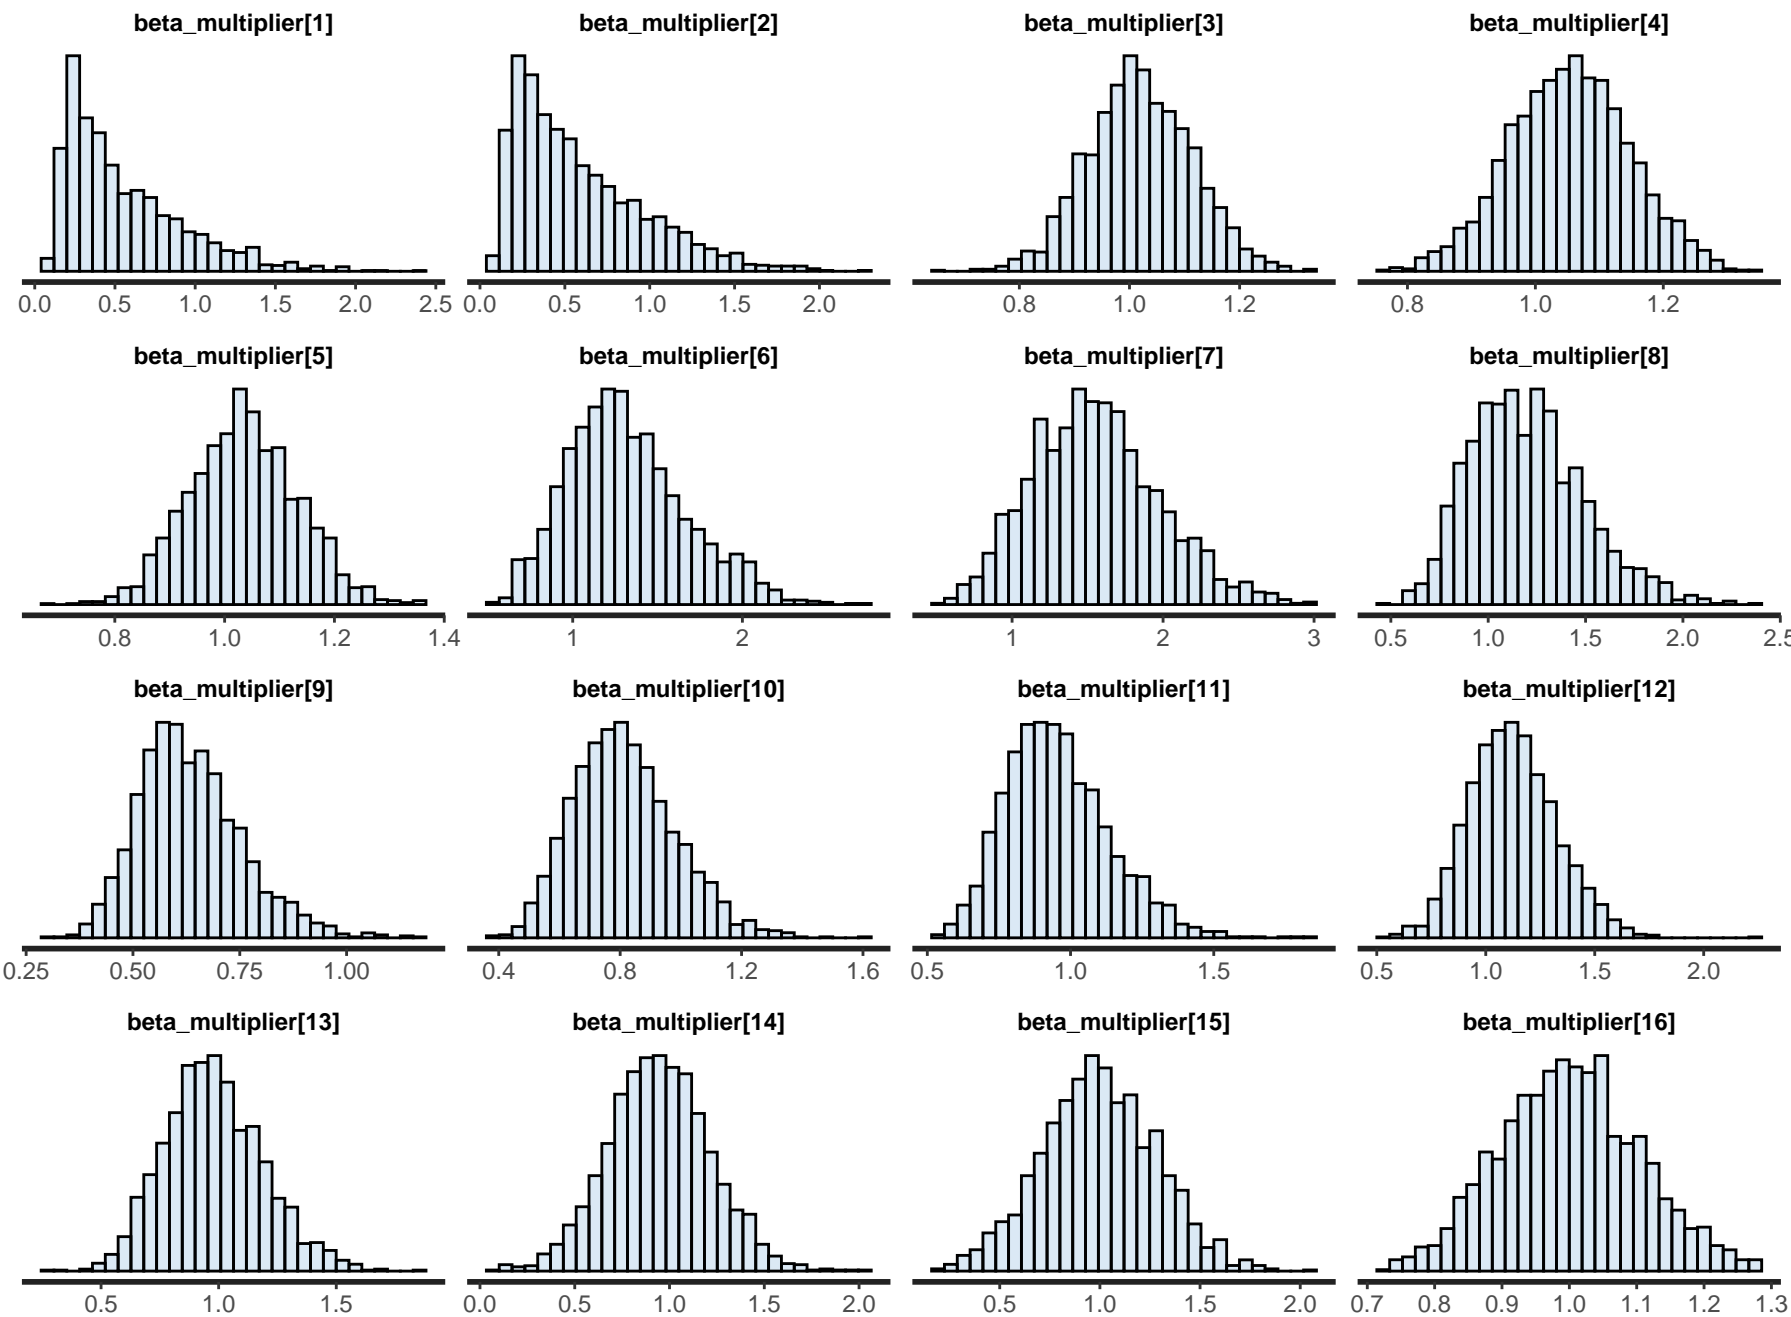 beta_multiplier[1] beta_multiplier[2] beta_multiplier[3] beta_multiplier[4]
0.0 0.5 1.0 1.5 2.0 2.5 0.0 0.5 1.0 1.5 2.0 0.8 1.0 1.2 0.8 1.0 1.2
beta_multiplier[5] beta_multiplier[6] beta_multiplier[7] beta_multiplier[8]
0.8 1.0 1.2 1.4 1 2 1 2 3 0.5 1.0 1.5 2.0 2.5
beta_multiplier[9] beta_multiplier[10] beta_multiplier[11] beta_multiplier[12]
0.25 0.50 0.75 1.00 0.4 0.8 1.2 1.6 0.5 1.0 1.5 0.5 1.0 1.5 2.0
beta_multiplier[13] beta_multiplier[14] beta_multiplier[15] beta_multiplier[16]
0.5 1.0 1.5 0.0 0.5 1.0 1.5 2.0 0.5 1.0 1.5 2.0 0.7 0.8 0.9 1.0 1.1 1.2 1.3